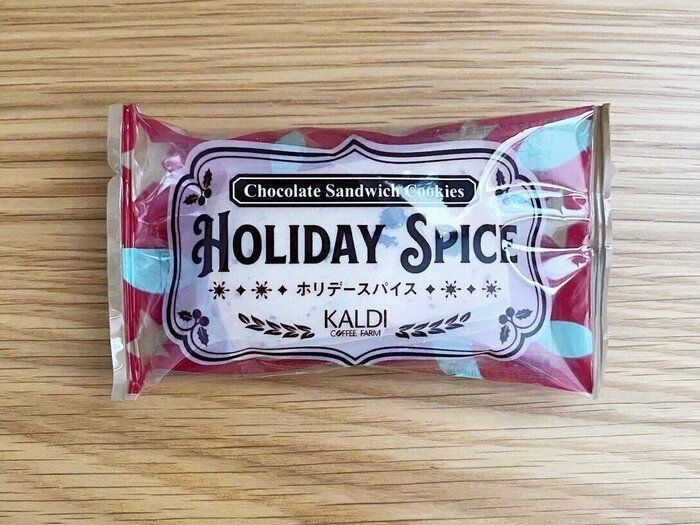 Chocolate Sandwich Cookies
HOLIDAY SPICE
ホリデースパイス
KALDI
COFFEE FARM